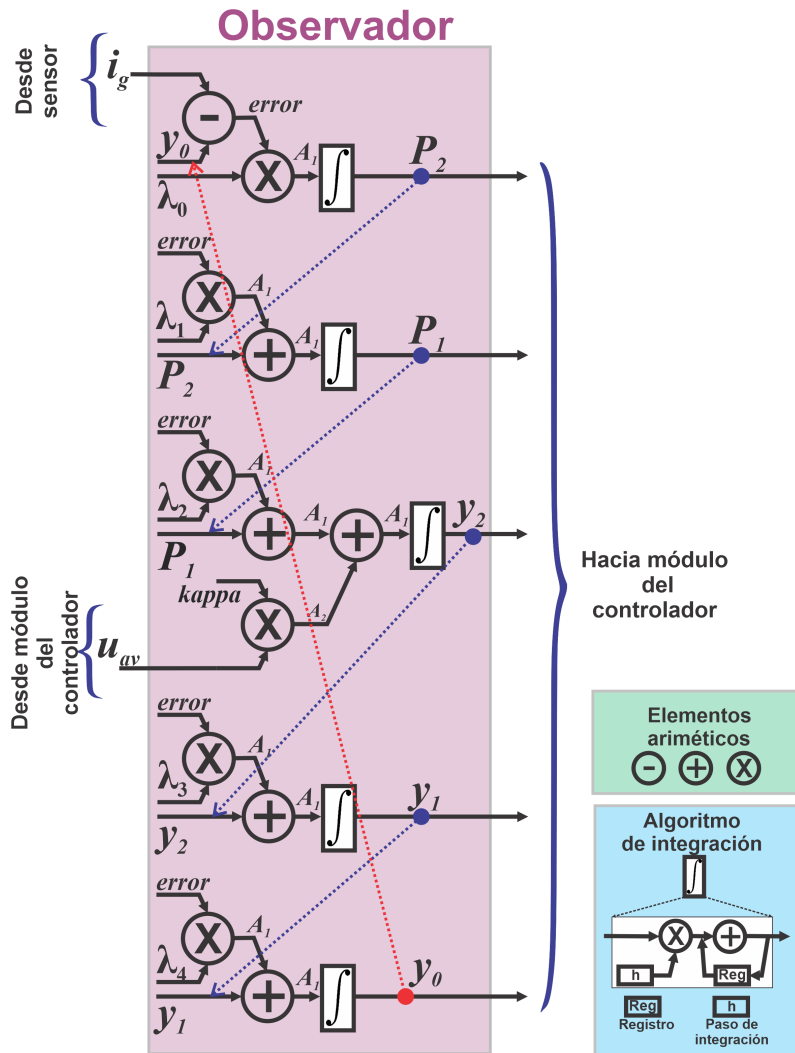 Observador
Desde
sensor
i_g
error
y_0
λ_0
A_1
∫
P_2
error
λ_1
A_1
P_2
A_1
∫
P_1
error
λ_2
A_1
P_1
A_1
A_1
∫
y_2
kappa
A_2
Desde módulo
del
controlador
u_av
Hacia módulo
del
controlador
error
λ_3
A_1
y_2
A_1
∫
y_1
error
λ_4
A_1
y_1
A_1
∫
y_0
Elementos
ariméticos
- + X
Algoritmo
de integración
∫
X +
h Reg
Reg h
Registro
Paso de
integración